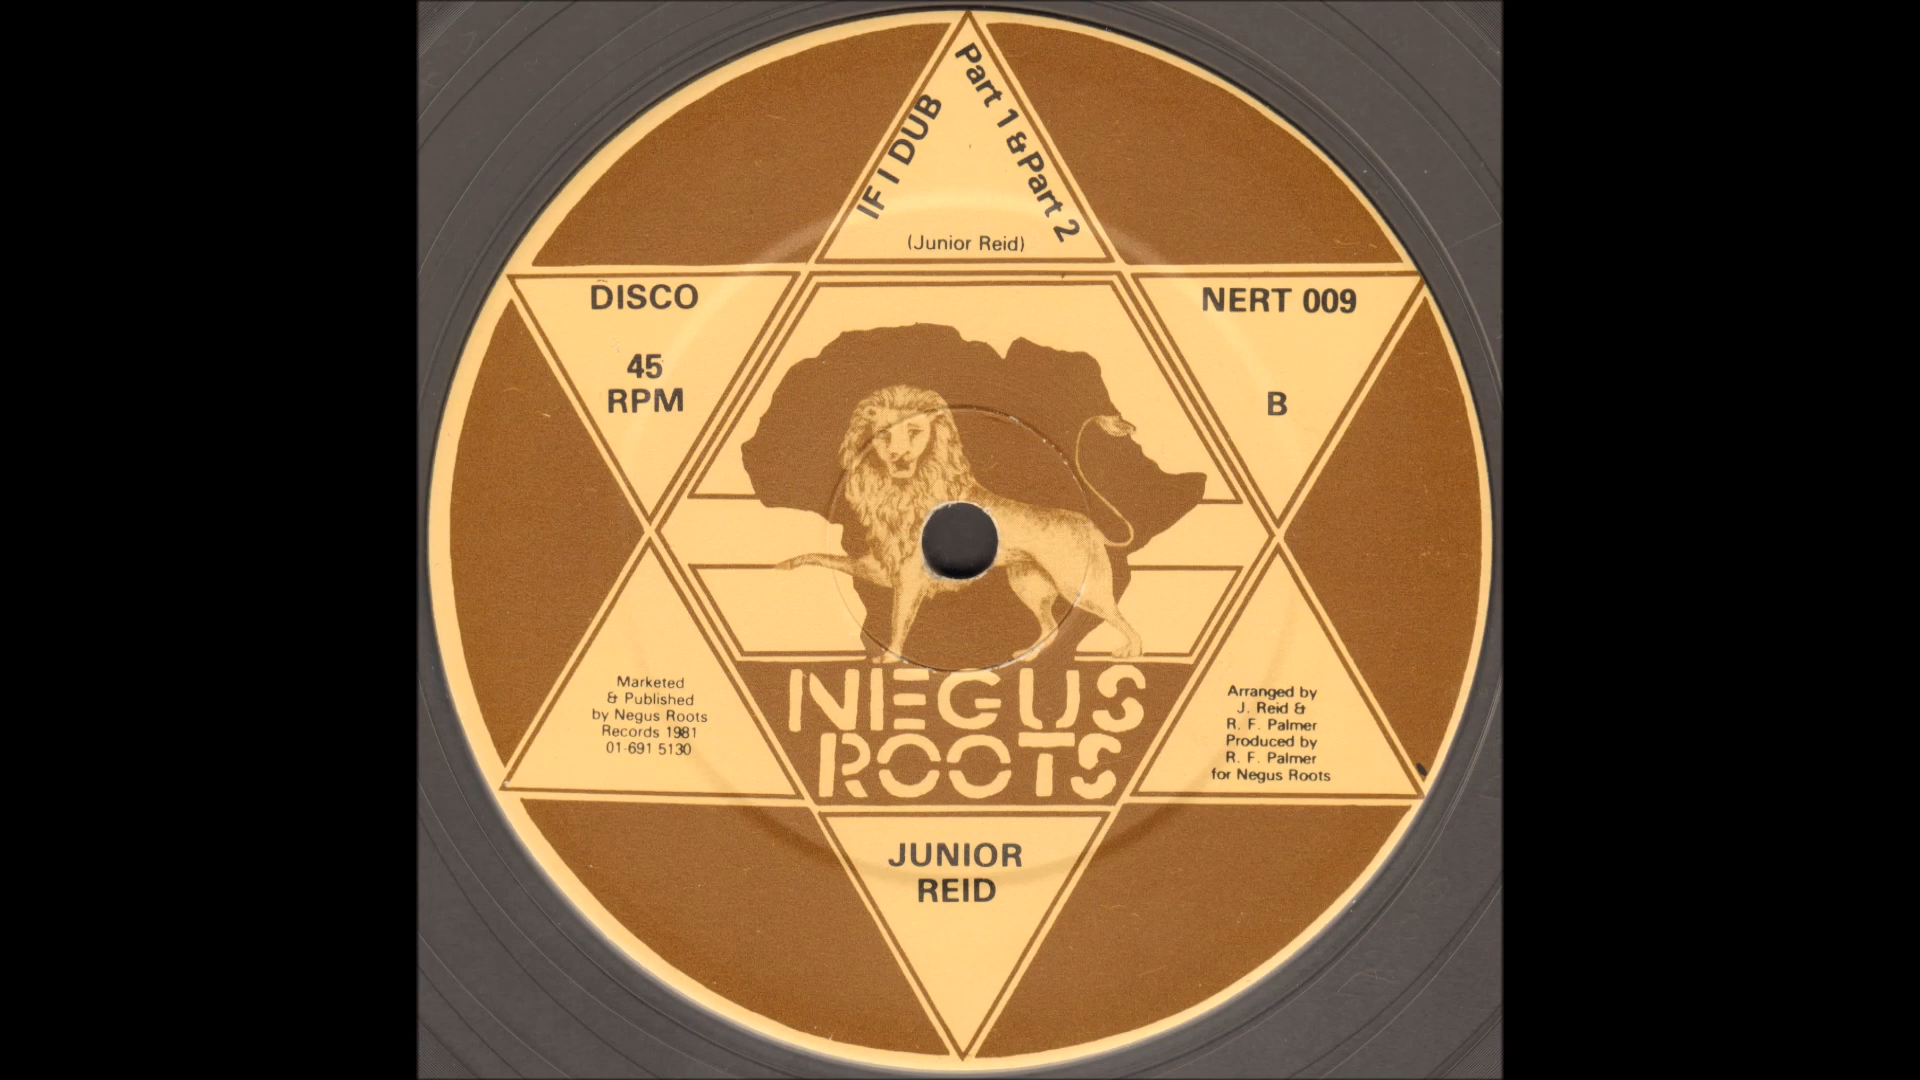 IF I DUB
Part 1 & Part 2
(Junior Reid)
DISCO
45
RPM
NERT 009
B
NEGUS
ROOTS
Marketed
& Published
by Negus Roots
Records 1981
01-691 5130
Arranged by
J. Reid &
R. F. Palmer
Produced by
R. F. Palmer
for Negus Roots
JUNIOR
REID